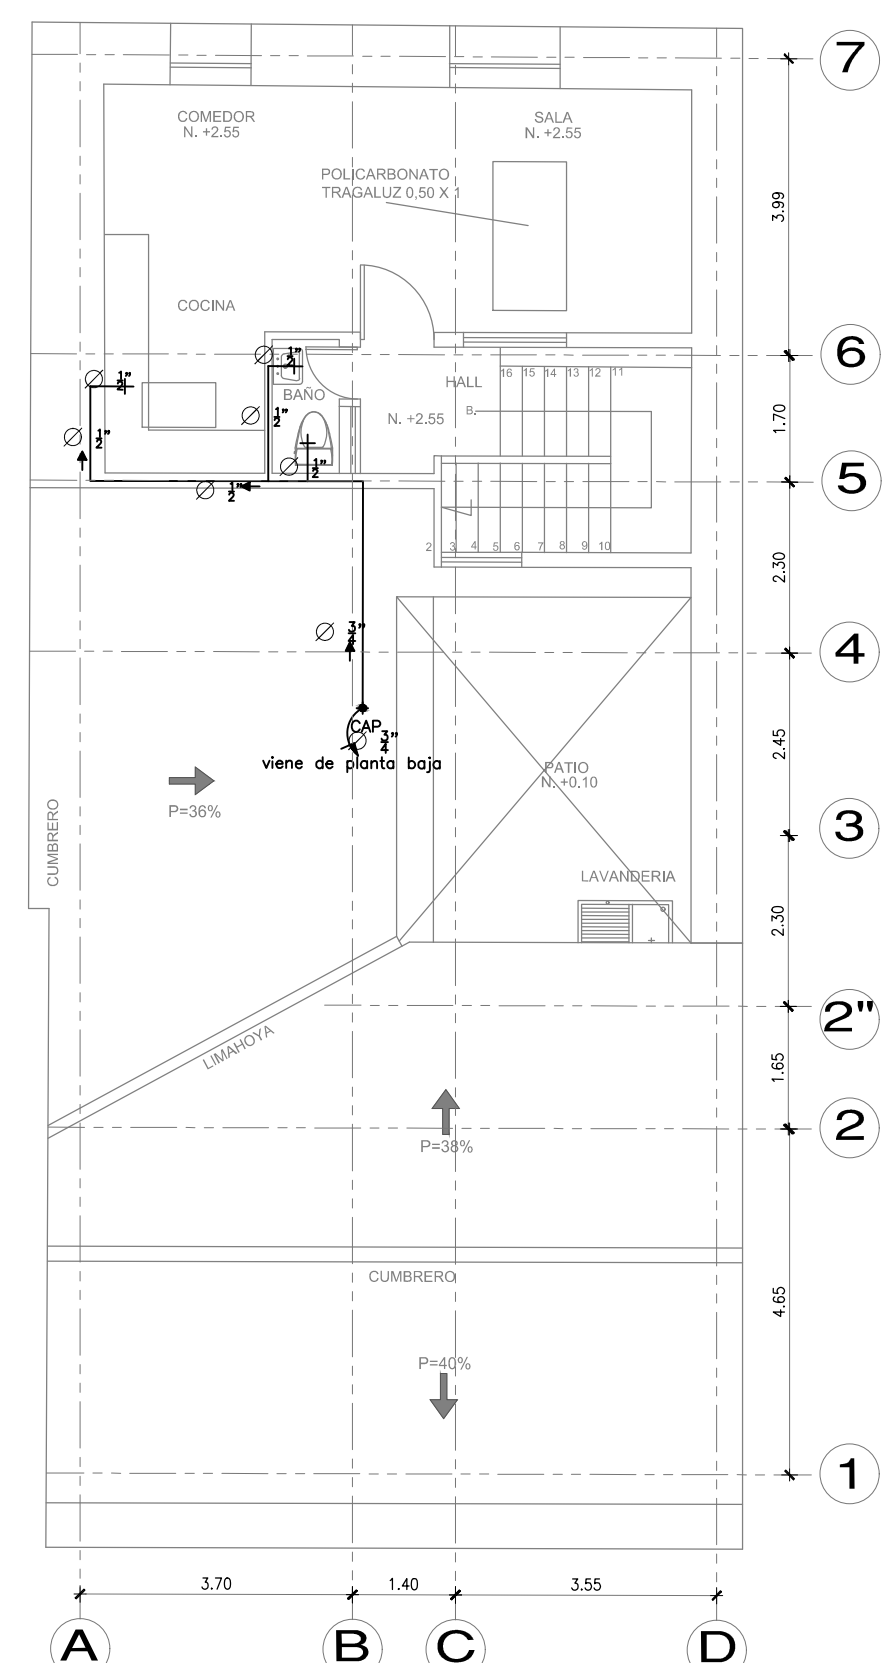 7
COMEDOR
N. +2.55
SALA
N. +2.55
POLICARBONATO
TRAGALUZ 0,50 X 1
3.99
COCINA
6
Ø 1/2"
Ø 1/2"
HALL
16 15 14 13 12 11
BAÑO
N. +2.55
B.
Ø 1/2"
1.70
Ø 1/2"
Ø 1/2"
5
Ø 1/2"
2 3 4 5 6 7 8 9 10
2.30
Ø 3/4"
4
CAP
Ø 3/4"
viene de planta baja
2.45
PATIO
N. +0.10
P=36%
CUMBRERO
3
LAVANDERIA
2.30
2"
LIMAHOYA
1.65
2
P=38%
CUMBRERO
4.65
P=40%
1
3.70
1.40
3.55
A B C D